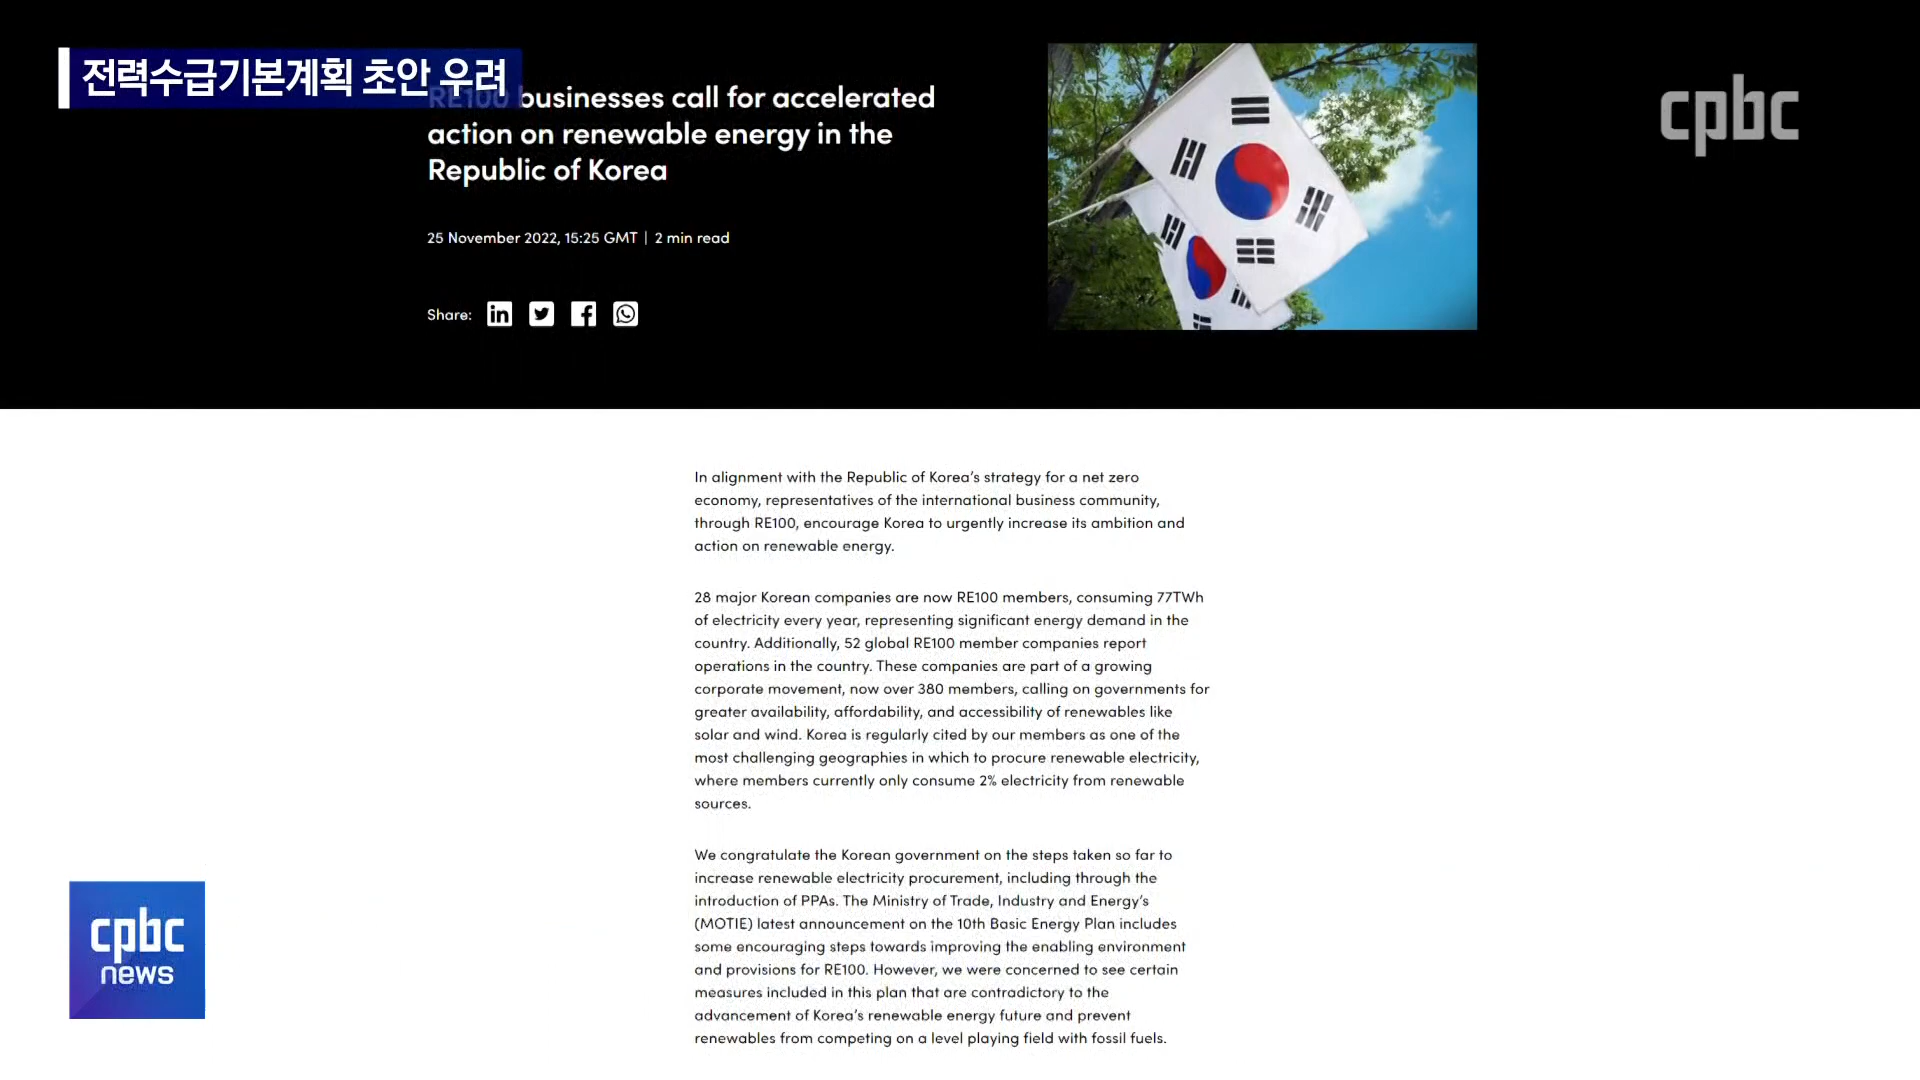 전력수급기본계획 초안 우려
RE100 businesses call for accelerated
action on renewable energy in the
Republic of Korea
cpbc
25 November 2022, 15:25 GMT | 2 min read
Share:
In alignment with the Republic of Korea's strategy for a net zero
economy, representatives of the international business community,
through RE100, encourage Korea to urgently increase its ambition and
action on renewable energy.
28 major Korean companies are now RE100 members, consuming 77TWh
of electricity every year, representing significant energy demand in the
country. Additionally, 52 global RE100 member companies report
operations in the country. These companies are part of a growing
corporate movement, now over 380 members, calling on governments for
greater availability, affordability, and accessibility of renewables like
solar and wind. Korea is regularly cited by our members as one of the
most challenging geographies in which to procure renewable electricity,
where members currently only consume 2% electricity from renewable
sources.
We congratulate the Korean government on the steps taken so far to
increase renewable electricity procurement, including through the
introduction of PPAs. The Ministry of Trade, Industry and Energy's
(MOTIE) latest announcement on the 10th Basic Energy Plan includes
some encouraging steps towards improving the enabling environment
and provisions for RE100. However, we were concerned to see certain
measures included in this plan that are contradictory to the
advancement of Korea's renewable energy future and prevent
renewables from competing on a level playing field with fossil fuels.
cpbc
news